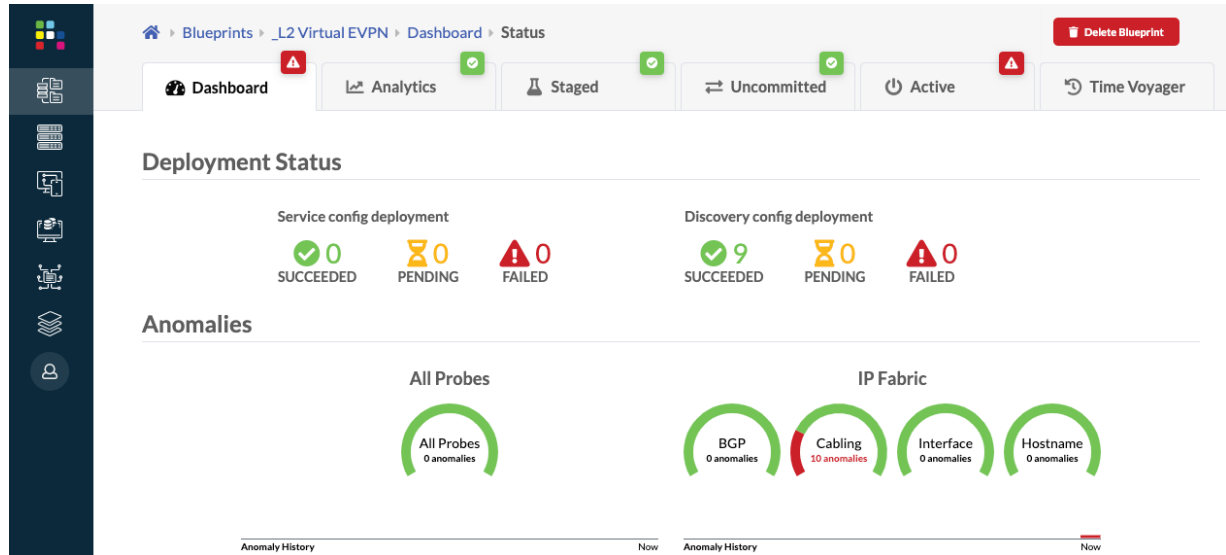 Blueprints _L2 Virtual EVPN Dashboard Status
Delete Blueprint
Dashboard Analytics Staged Uncommitted Active Time Voyager
Deployment Status
Service config deployment Discovery config deployment
0 0 0 9 0 0
SUCCEEDED PENDING FAILED SUCCEEDED PENDING FAILED
Anomalies
All Probes IP Fabric
All Probes BGP Cabling Interface Hostname
0 anomalies 0 anomalies 10 anomalies 0 anomalies 0 anomalies
Anomaly History Now Anomaly History Now